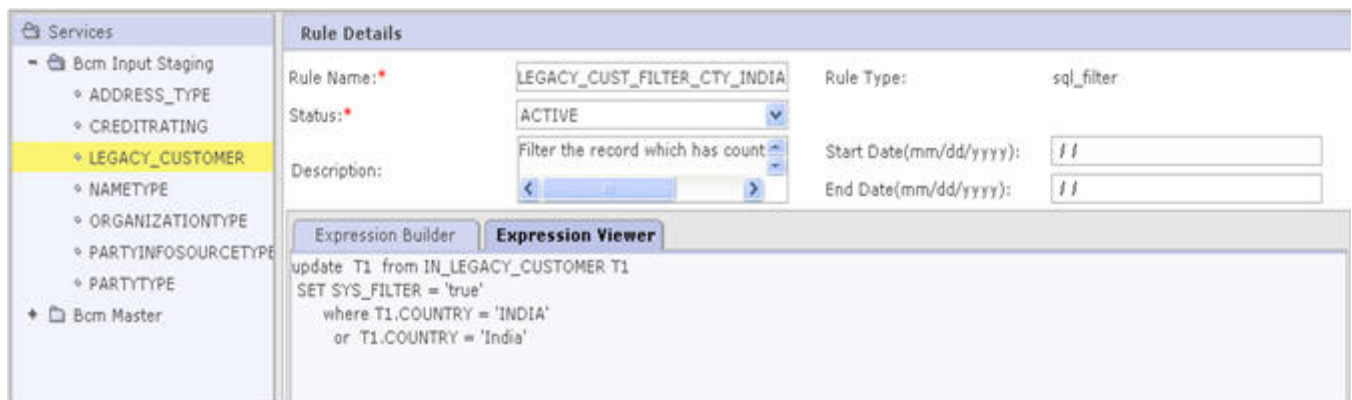 Services
Bcm Input Staging
ADDRESS_TYPE
CREDITRATING
LEGACY_CUSTOMER
NAMETYPE
ORGANIZATIONTYPE
PARTYINFOSOURCETYPE
PARTYTYPE
Bcm Master
Rule Details
Rule Name:* LEGACY_CUST_FILTER_CTY_INDIA Rule Type: sql_filter
Status:* ACTIVE
Description: Filter the record which has count
Start Date(mm/dd/yyyy): / /
End Date(mm/dd/yyyy): / /
Expression Builder Expression Viewer
update T1 from IN_LEGACY_CUSTOMER T1
SET SYS_FILTER = 'true'
where T1.COUNTRY = 'INDIA'
or T1.COUNTRY = 'India'